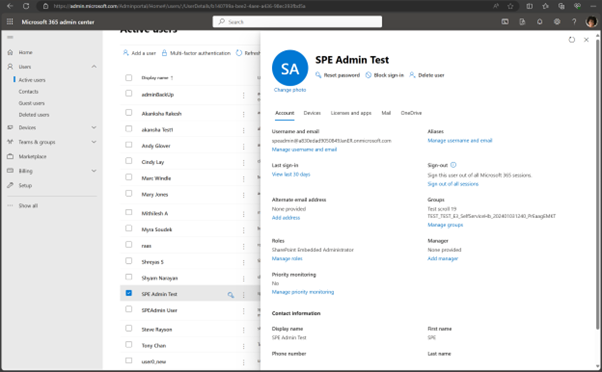 https://admin.microsoft.com/Adminportal/Home#/users/:/UserDetails/
Microsoft 365 admin center
Search
Home
Users
Active users
Contacts
Guest users
Deleted users
Devices
Teams & groups
Marketplace
Billing
Setup
Show all
Active users
Add a user
Multi-factor authentication
Refresh
Display name ↑
adminBackUp
Akanksha Rakesh
akancha Test1
Andy Glover
Cindy Lay
Marc Windle
Mary Jones
Mithilesh A
Myra Soudek
Shreyas S
Shyam Narayan
SPE Admin Test
SPEAdmin User
Steve Rayson
Tony Chan
user0_new
SA
Change photo
SPE Admin Test
Reset password
Block sign in
Delete user
Account
Devices
Licenses and apps
Mail
OneDrive
Username and email
Manage username and email
Aliases
Manage username and email
Last sign-in
View last 30 days
Sign-out
Sign this user out of all Microsoft 365 sessions.
Sign out of all sessions
Alternate email address
None provided
Add address
Groups
Test scroll 19
Manage groups
Roles
SharePoint Embedded Administrator
Manage roles
Manager
None provided
Add manager
Priority monitoring
No
Manage priority monitoring
Contact information
Display name
SPE Admin Test
First name
SPE
Phone number
Last name